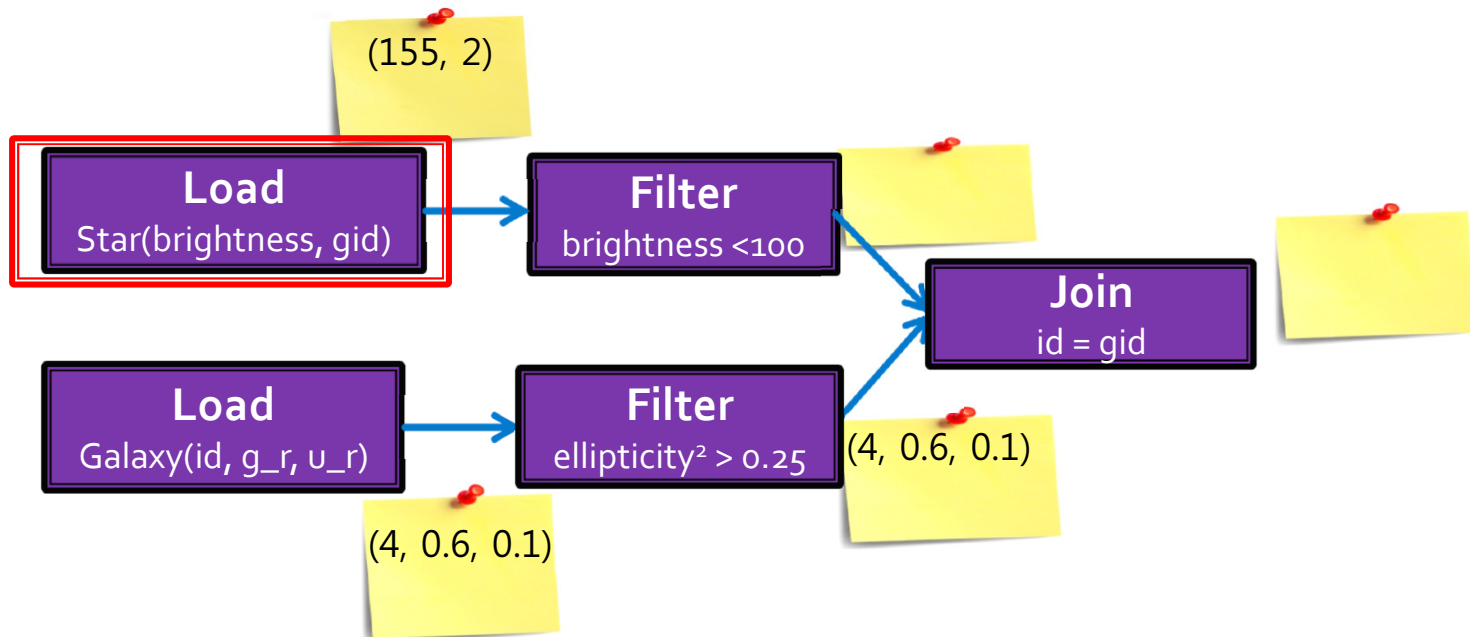 (155, 2)
Load
Star(brightness, gid)
Filter
brightness <100
Join
id = gid
Load
Galaxy(id, g_r, u_r)
Filter
ellipticity² > 0.25
(4, 0.6, 0.1)
(4, 0.6, 0.1)